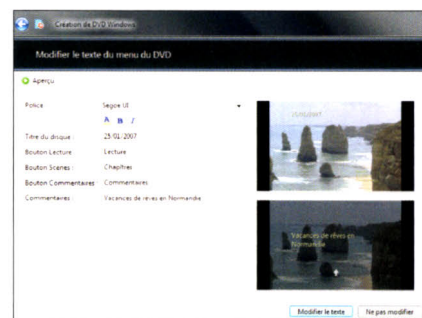 Création de DVD Windows
Modifier le texte du menu du DVD
Aperçu
Police Segoe UI
A B I
Titre du disque : 25/01/2007
Bouton Lecture : Lecture
Bouton Scènes : Chapitres
Bouton Commentaires : Commentaires
Commentaires : Vacances de rêves en Normandie
25/01/2007
Vacances de rêves en
Normandie
Modifier le texte Ne pas modifier